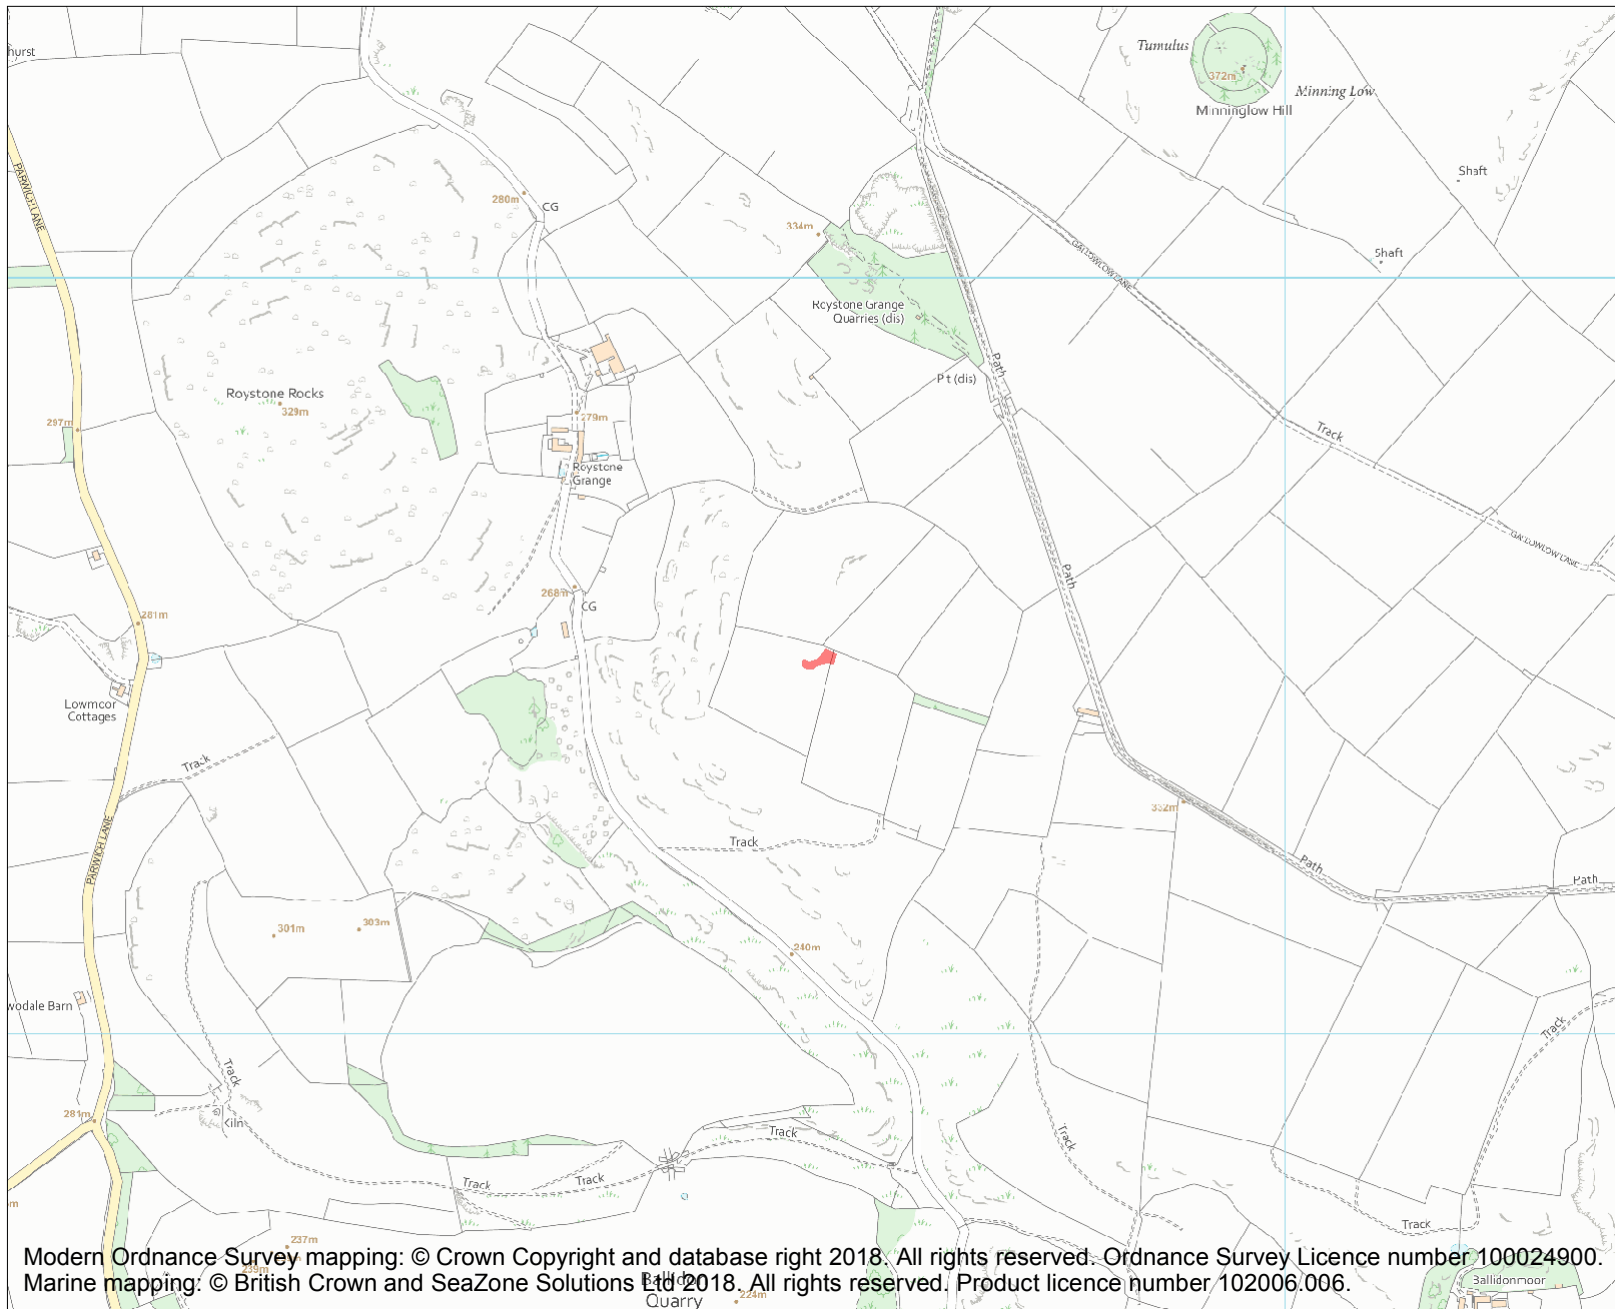 hurst
Tumulus
372m
Minning Low
Minninglow Hill
Shaft
PARWICH LANE
280m
CG
334m
Shaft
GALLOWLOW LANE
Roystone Grange
Quarries (dis)
Path
P t (dis)
Roystone Rocks
329m
297m
279m
Track
Roystone
Grange
GALLOWLOW LANE
Path
268m
CG
281m
Lowmoor
Cottages
Track
332m
Track
PARWICH LANE
Path
Path
301m
303m
240m
wodale Barn
Track
Track
281m
Kiln
Track
Track
Track
Track
Track
237m
239m
Modern Ordnance Survey mapping: © Crown Copyright and database right 2018. All rights reserved. Ordnance Survey Licence number 100024900.
Marine mapping: © British Crown and SeaZone Solutions Ltd 2018. All rights reserved. Product licence number 102006.006.
Ballidon
Quarry
224m
Ballidonmoor